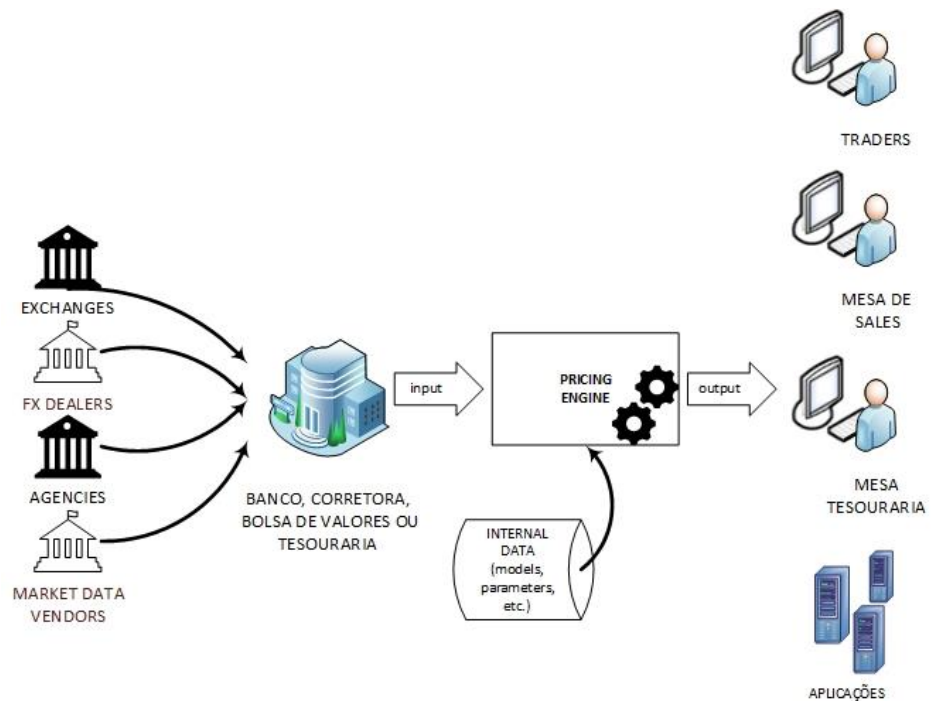 EXCHANGES
FX DEALERS
AGENCIES
MARKET DATA
VENDORS
BANCO, CORRETORA,
BOLSA DE VALORES OU
TESOURARIA
input
PRICING
ENGINE
INTERNAL
DATA
(models,
parameters,
etc.)
output
TRADERS
MESA DE
SALES
MESA
TESOURARIA
APLICAÇÕES